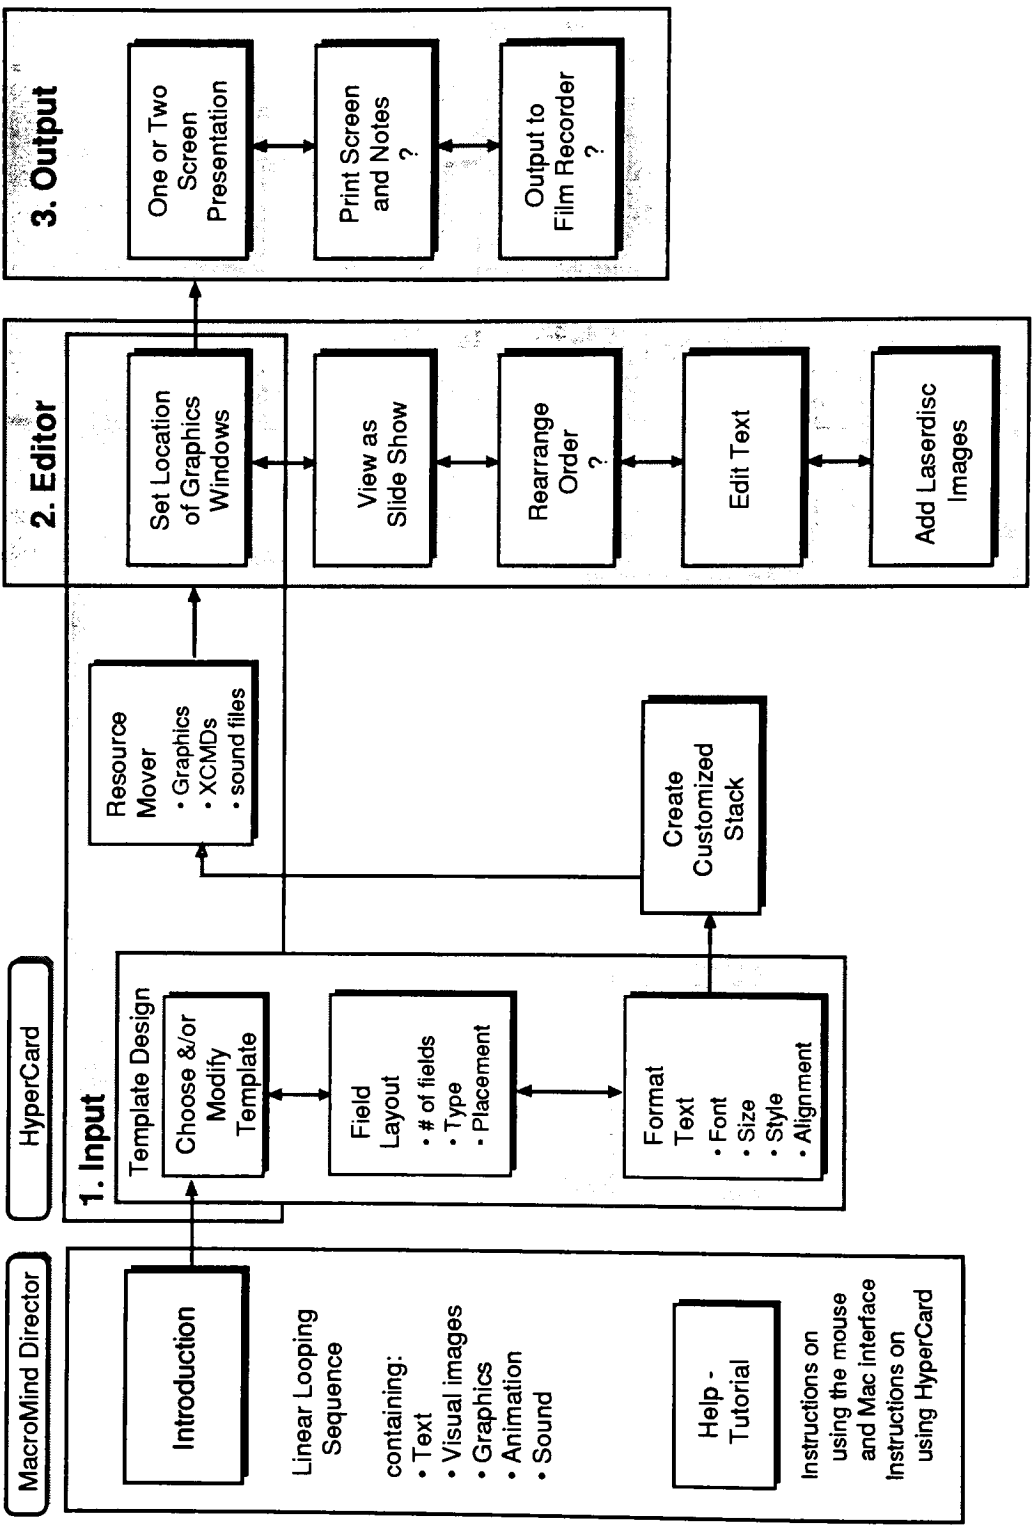 MacroMind Director
Introduction
Linear Looping
Sequence
containing:
• Text
• Visual images
• Graphics
• Animation
• Sound
Help -
Tutorial
Instructions on
using the mouse
and Mac interface
Instructions on
using HyperCard
HyperCard
1. Input
Template Design
Choose &/or
Modify
Template
Field
Layout
• # of fields
• Type
• Placement
Format
Text
• Font
• Size
• Style
• Alignment
Create
Customized
Stack
Resource
Mover
• Graphics
• XCMDs
• sound files
2. Editor
Set Location
of Graphics
Windows
View as
Slide Show
Rearrange
Order
?
Edit Text
Add Laserdisc
Images
3. Output
One or Two
Screen
Presentation
Print Screen
and Notes
?
Output to
Film Recorder
?